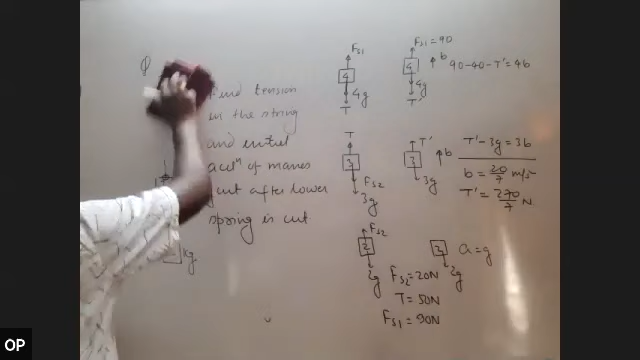 Find tension
in the string
and initial
accⁿ of masses
just after lower
spring is cut
kg
Fs1
4
4g
T
Fs1 = 90
4
4g
T'
↑b 90-40-T' = 4b
T
3
Fs2
3g
T'
3
↑b
3g
T'-3g = 3b
b = 20/7 m/s²
T' = 270/7 N
Fs2
2
2g
2g
a = g
Fs2 = 20N
T = 50N
Fs1 = 90N
OP